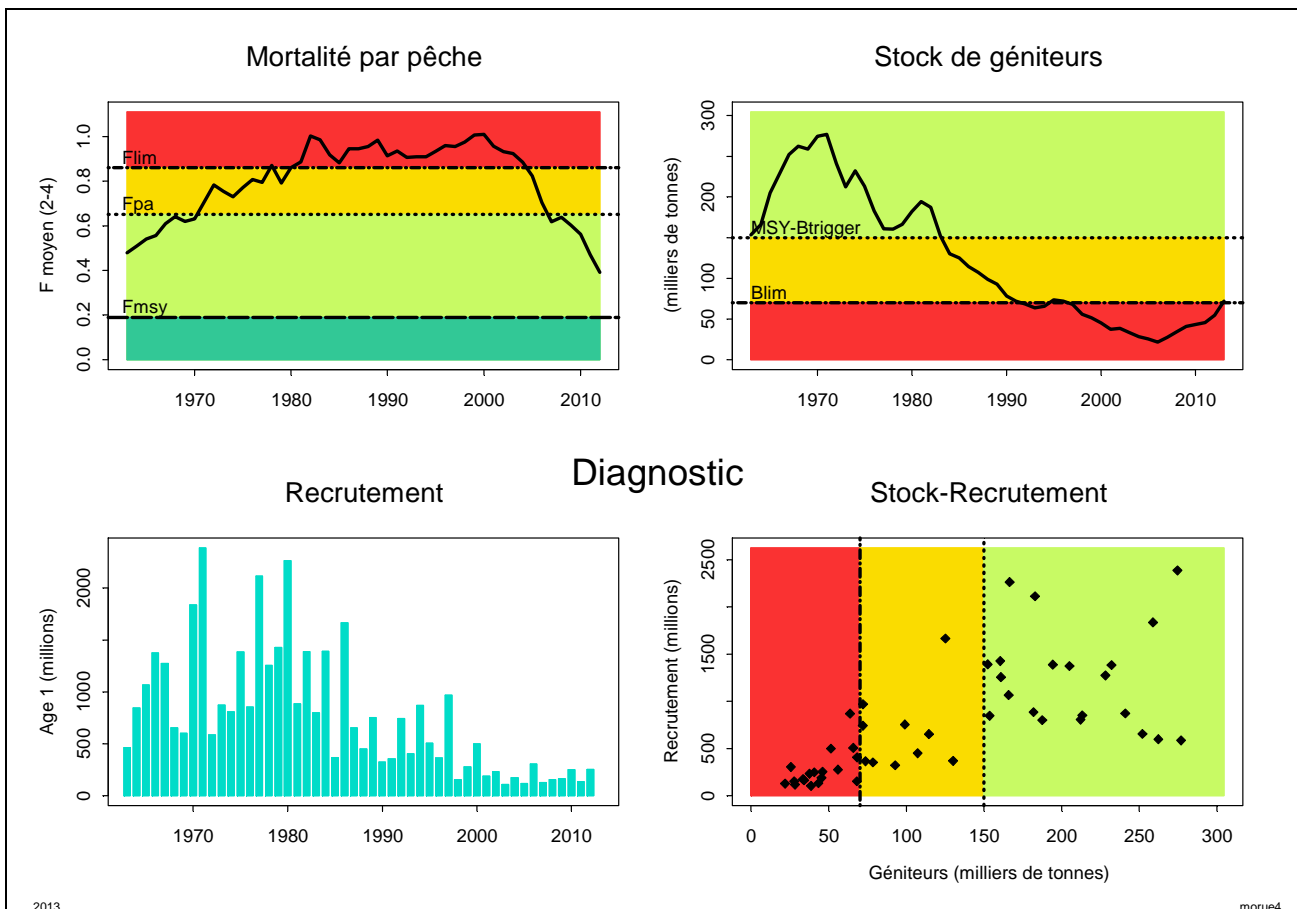 Mortalité par pêche
F moyen (2-4)
0.0 0.2 0.4 0.6 0.8 1.0
Flim
Fpa
Fmsy
1970 1980 1990 2000 2010
Stock de géniteurs
(milliers de tonnes)
0 50 100 200 300
MSY-Btrigger
Blim
1970 1980 1990 2000 2010
Diagnostic
Recrutement
Age 1 (millions)
0 500 1000 2000
1970 1980 1990 2000 2010
Stock-Recrutement
Recrutement (millions)
0 500 1500 2500
0 50 100 150 200 250 300
Géniteurs (milliers de tonnes)
2013
morue4